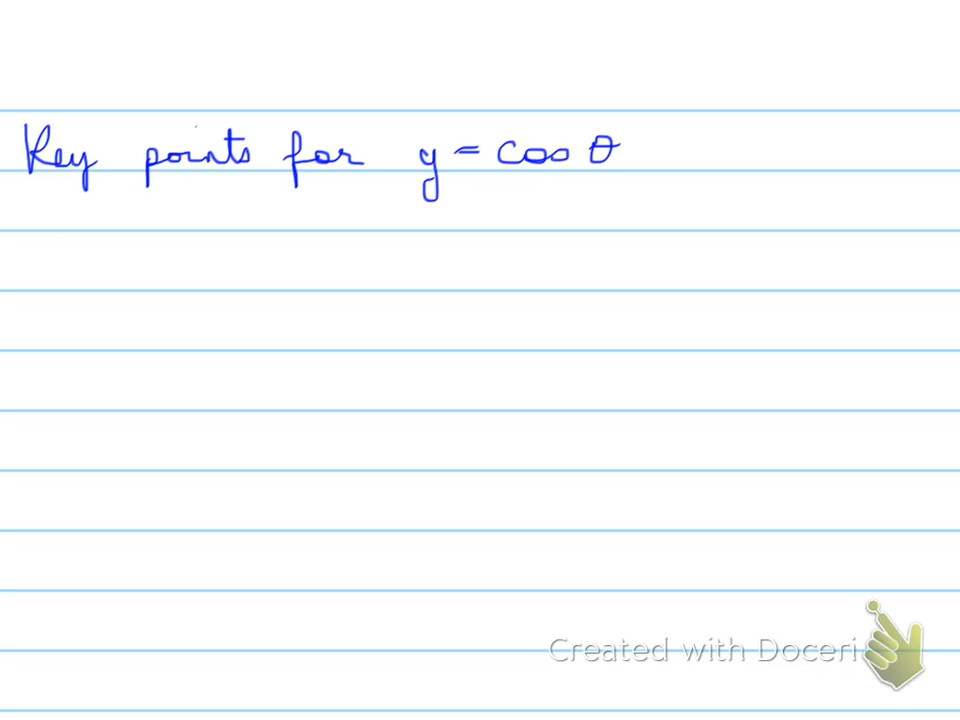 Key points for y = cos θ
Created with Doceri